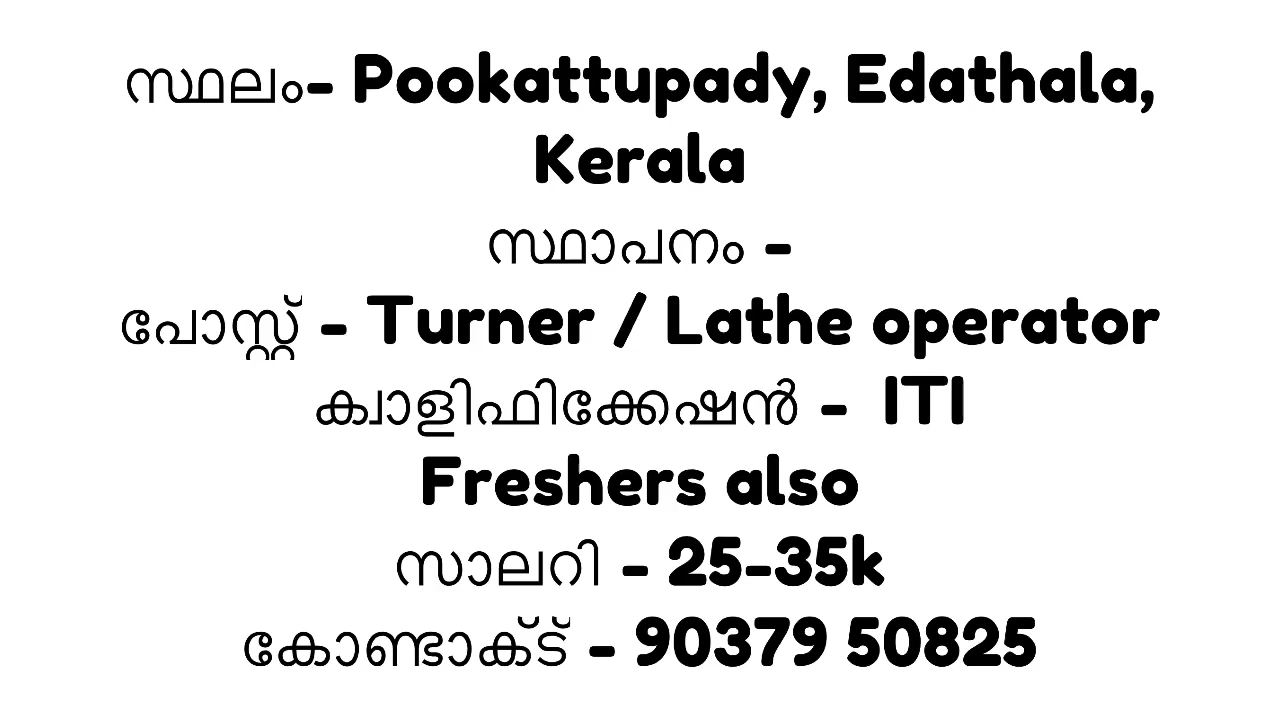 സ്ഥലം- Pookattupady, Edathala,
Kerala
സ്ഥാപനം -
പോസ്റ്റ് - Turner / Lathe operator
ക്വാളിഫിക്കേഷൻ - ITI
Freshers also
സാലറി - 25-35k
കോണ്ടാക്ട് - 90379 50825